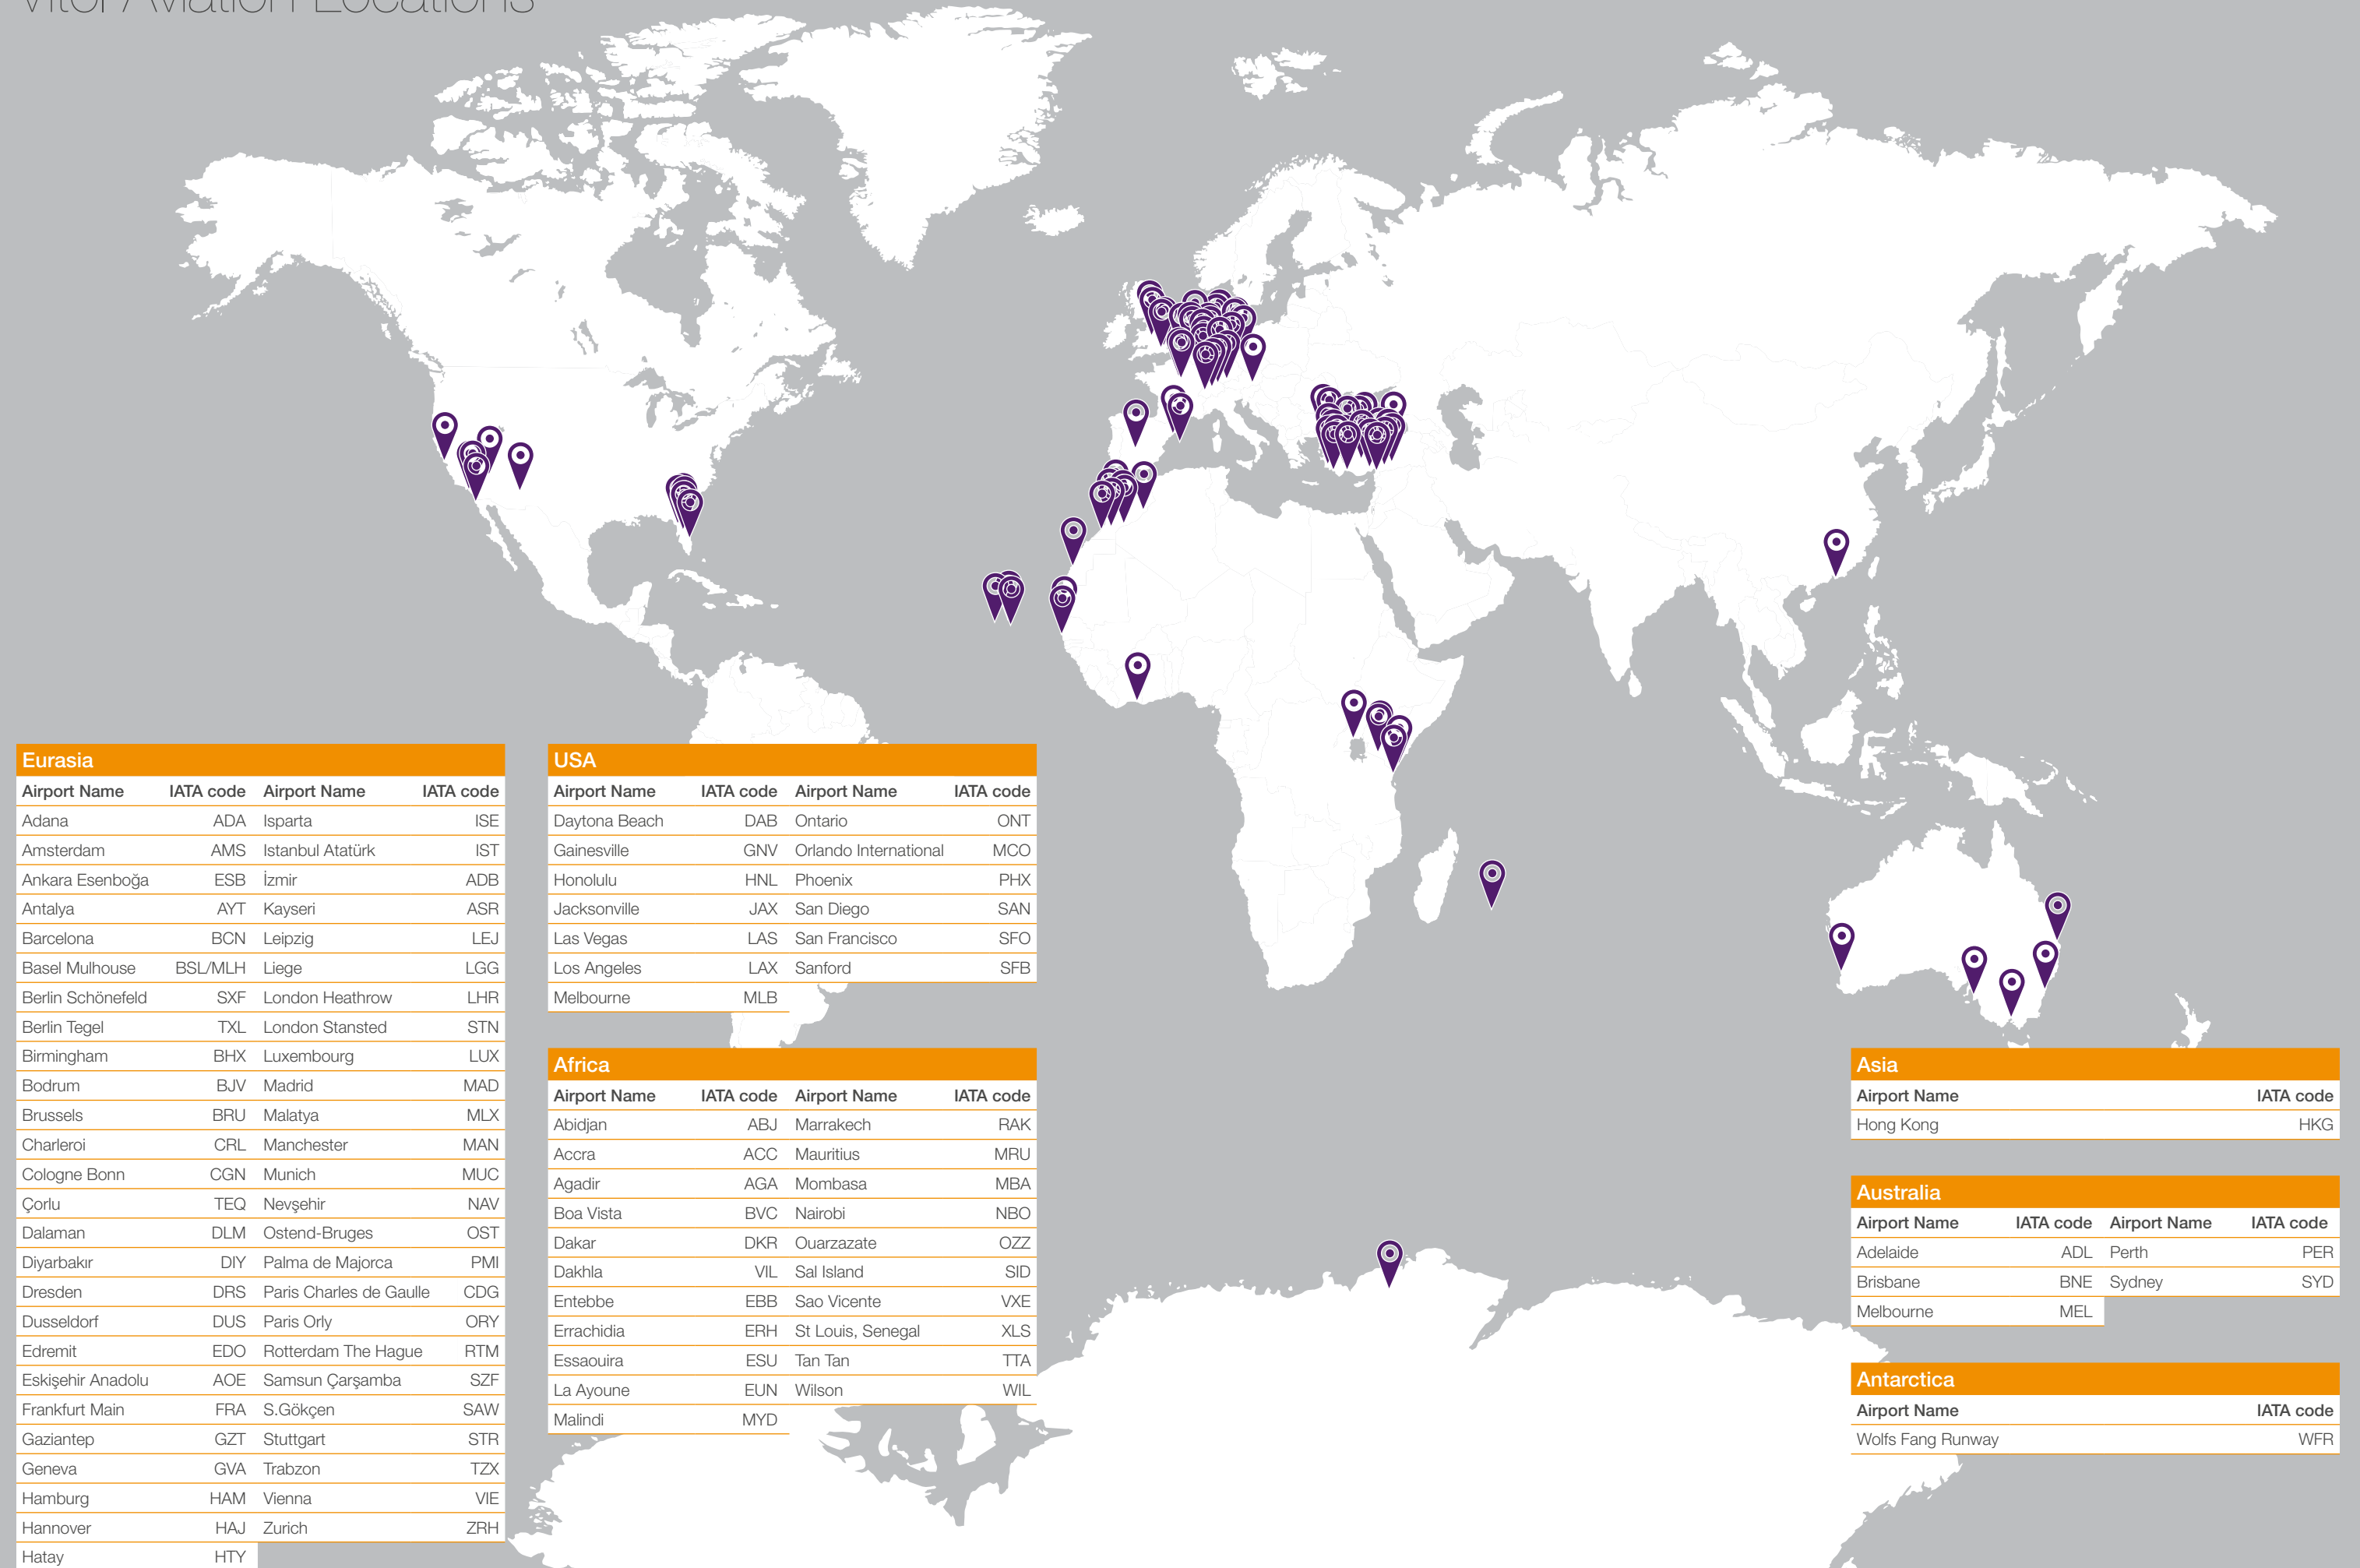 Vitol Aviation Locations
Eurasia
Airport Name IATA code Airport Name IATA code
Adana ADA Isparta ISE
Amsterdam AMS Istanbul Atatürk IST
Ankara Esenboğa ESB İzmir ADB
Antalya AYT Kayseri ASR
Barcelona BCN Leipzig LEJ
Basel Mulhouse BSL/MLH Liege LGG
Berlin Schönefeld SXF London Heathrow LHR
Berlin Tegel TXL London Stansted STN
Birmingham BHX Luxembourg LUX
Bodrum BJV Madrid MAD
Brussels BRU Malatya MLX
Charleroi CRL Manchester MAN
Cologne Bonn CGN Munich MUC
Çorlu TEQ Nevşehir NAV
Dalaman DLM Ostend-Bruges OST
Diyarbakır DIY Palma de Majorca PMI
Dresden DRS Paris Charles de Gaulle CDG
Dusseldorf DUS Paris Orly ORY
Edremit EDO Rotterdam The Hague RTM
Eskişehir Anadolu AOE Samsun Çarşamba SZF
Frankfurt Main FRA S.Gökçen SAW
Gaziantep GZT Stuttgart STR
Geneva GVA Trabzon TZX
Hamburg HAM Vienna VIE
Hannover HAJ Zurich ZRH
Hatay HTY
USA
Airport Name IATA code Airport Name IATA code
Daytona Beach DAB Ontario ONT
Gainesville GNV Orlando International MCO
Honolulu HNL Phoenix PHX
Jacksonville JAX San Diego SAN
Las Vegas LAS San Francisco SFO
Los Angeles LAX Sanford SFB
Melbourne MLB
Africa
Airport Name IATA code Airport Name IATA code
Abidjan ABJ Marrakech RAK
Accra ACC Mauritius MRU
Agadir AGA Mombasa MBA
Boa Vista BVC Nairobi NBO
Dakar DKR Ouarzazate OZZ
Dakhla VIL Sal Island SID
Entebbe EBB Sao Vicente VXE
Errachidia ERH St Louis, Senegal XLS
Essaouira ESU Tan Tan TTA
La Ayoune EUN Wilson WIL
Malindi MYD
Asia
Airport Name IATA code
Hong Kong HKG
Australia
Airport Name IATA code Airport Name IATA code
Adelaide ADL Perth PER
Brisbane BNE Sydney SYD
Melbourne MEL
Antarctica
Airport Name IATA code
Wolfs Fang Runway WFR